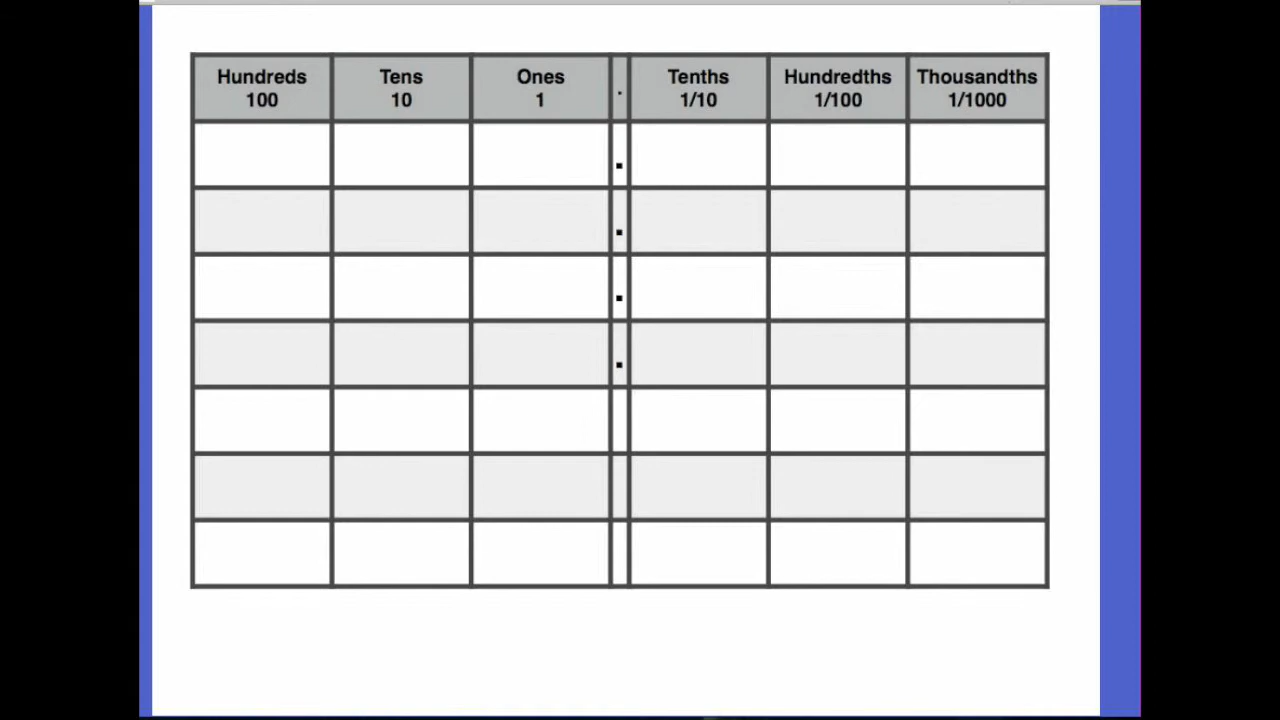 Hundreds Tens Ones . Tenths Hundredths Thousandths
100 10 1 1/10 1/100 1/1000
.
.
.
.